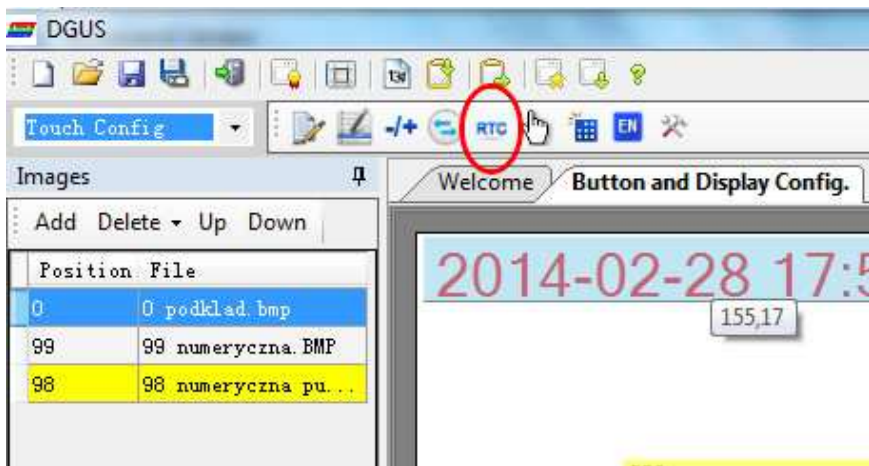 DGUS
Touch Config -/+ RTC EN
Images
Welcome Button and Display Config.
Add Delete Up Down
Position File
0 0 podklad.bmp
99 99 numeryczna.BMP
98 98 numeryczna pu...
2014-02-28 17:5
155,17